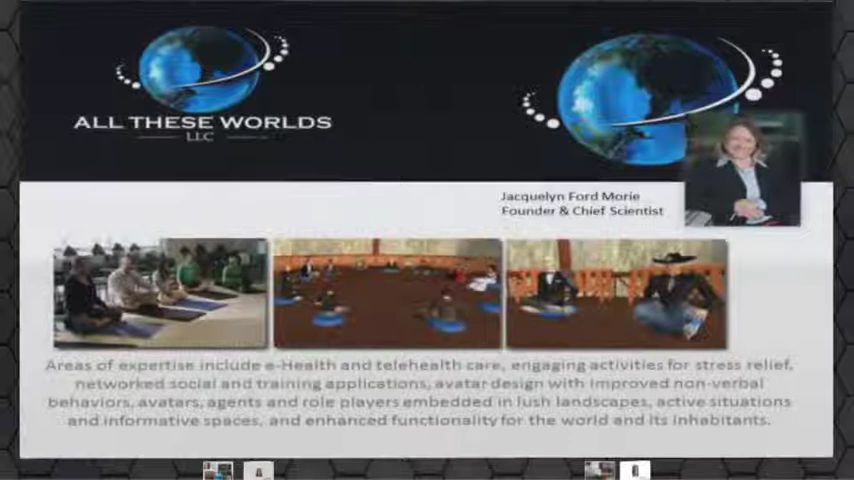 ALL THESE WORLDS
LLC
Jacquelyn Ford Morie
Founder & Chief Scientist
Areas of expertise include e-Health and telehealth care, engaging activities for stress relief,
networked social and training applications, avatar design with improved non-verbal
behaviors, avatars, agents and role players embedded in lush landscapes, active situations
and informative spaces, and enhanced functionality for the world and its inhabitants.